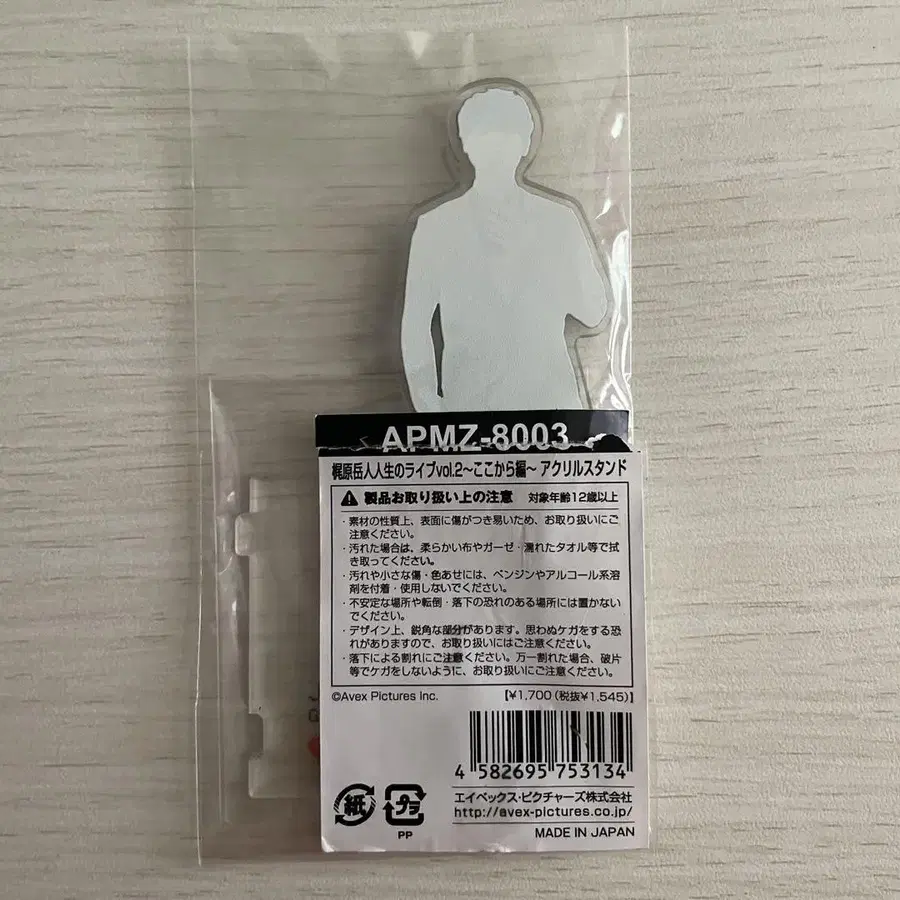 APMZ-8003
梶原岳人人生のライブvol.2～ここから編～ アクリルスタンド
製品お取り扱い上の注意 対象年齢12歳以上
・素材の性質上、表面に傷がつき易いため、お取り扱いにご
注意ください。
・汚れた場合は、柔らかい布やガーゼ・濡れたタオル等で拭
き取ってください。
・汚れや小さな傷・色あせには、ベンジンやアルコール系溶
剤を付着・使用しないでください。
・不安定な場所や転倒・落下の恐れのある場所には置かない
でください。
・デザイン上、鋭角な部分があります。思わぬケガをする恐
れがありますので、お取り扱いにはご注意ください。
・落下による割れにご注意ください。万一割れた場合、破片
等でケガをしないように、お取り扱いにご注意ください。
©Avex Pictures Inc. 【¥1,700(税抜¥1,545)】
4 582695 753134
紙
プラ
PP
エイベックス・ピクチャーズ株式会社
http://avex-pictures.co.jp/
MADE IN JAPAN